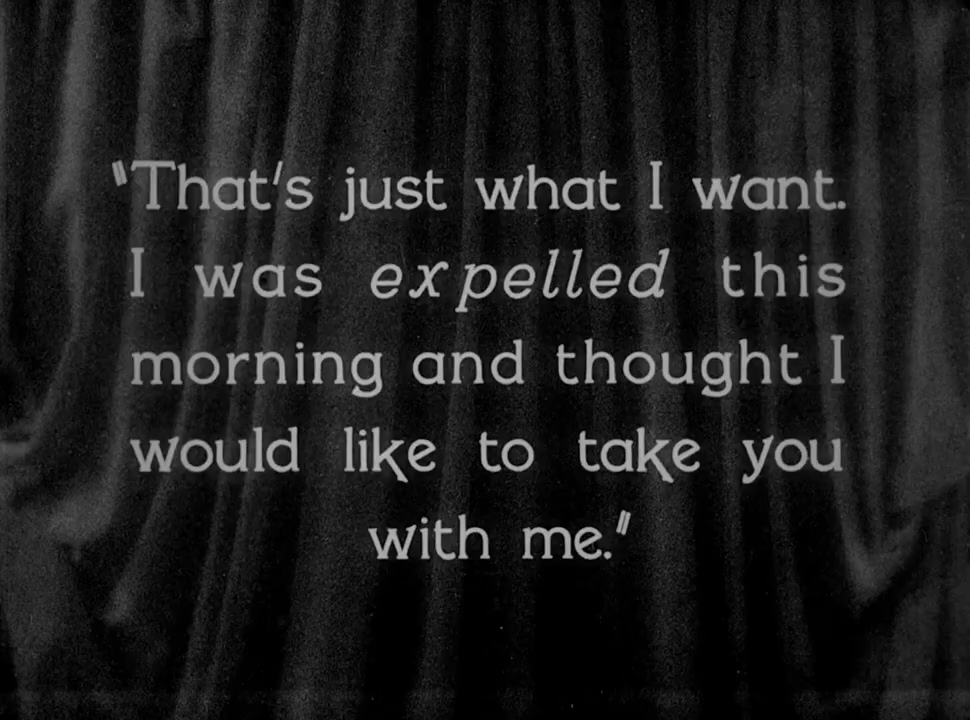 "That's just what I want.
I was expelled this
morning and thought I
would like to take you
with me."